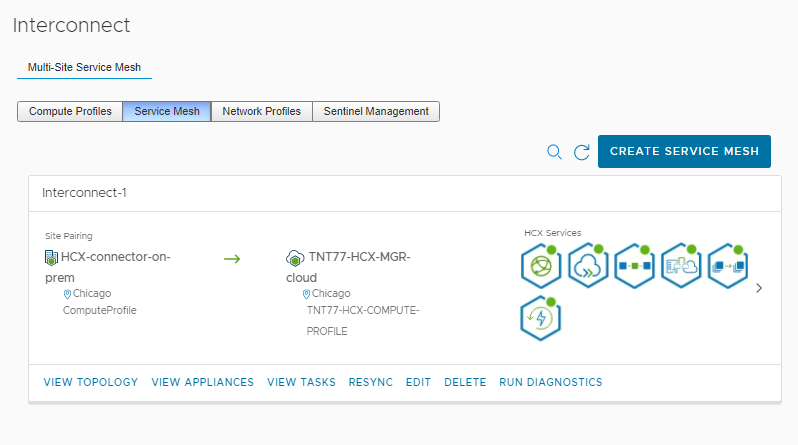 Interconnect
Multi-Site Service Mesh
Compute Profiles Service Mesh Network Profiles Sentinel Management
CREATE SERVICE MESH
Interconnect-1
Site Pairing
HCX-connector-on-
prem
Chicago
ComputeProfile
TNT77-HCX-MGR-
cloud
Chicago
TNT77-HCX-COMPUTE-
PROFILE
HCX Services
VIEW TOPOLOGY VIEW APPLIANCES VIEW TASKS RESYNC EDIT DELETE RUN DIAGNOSTICS